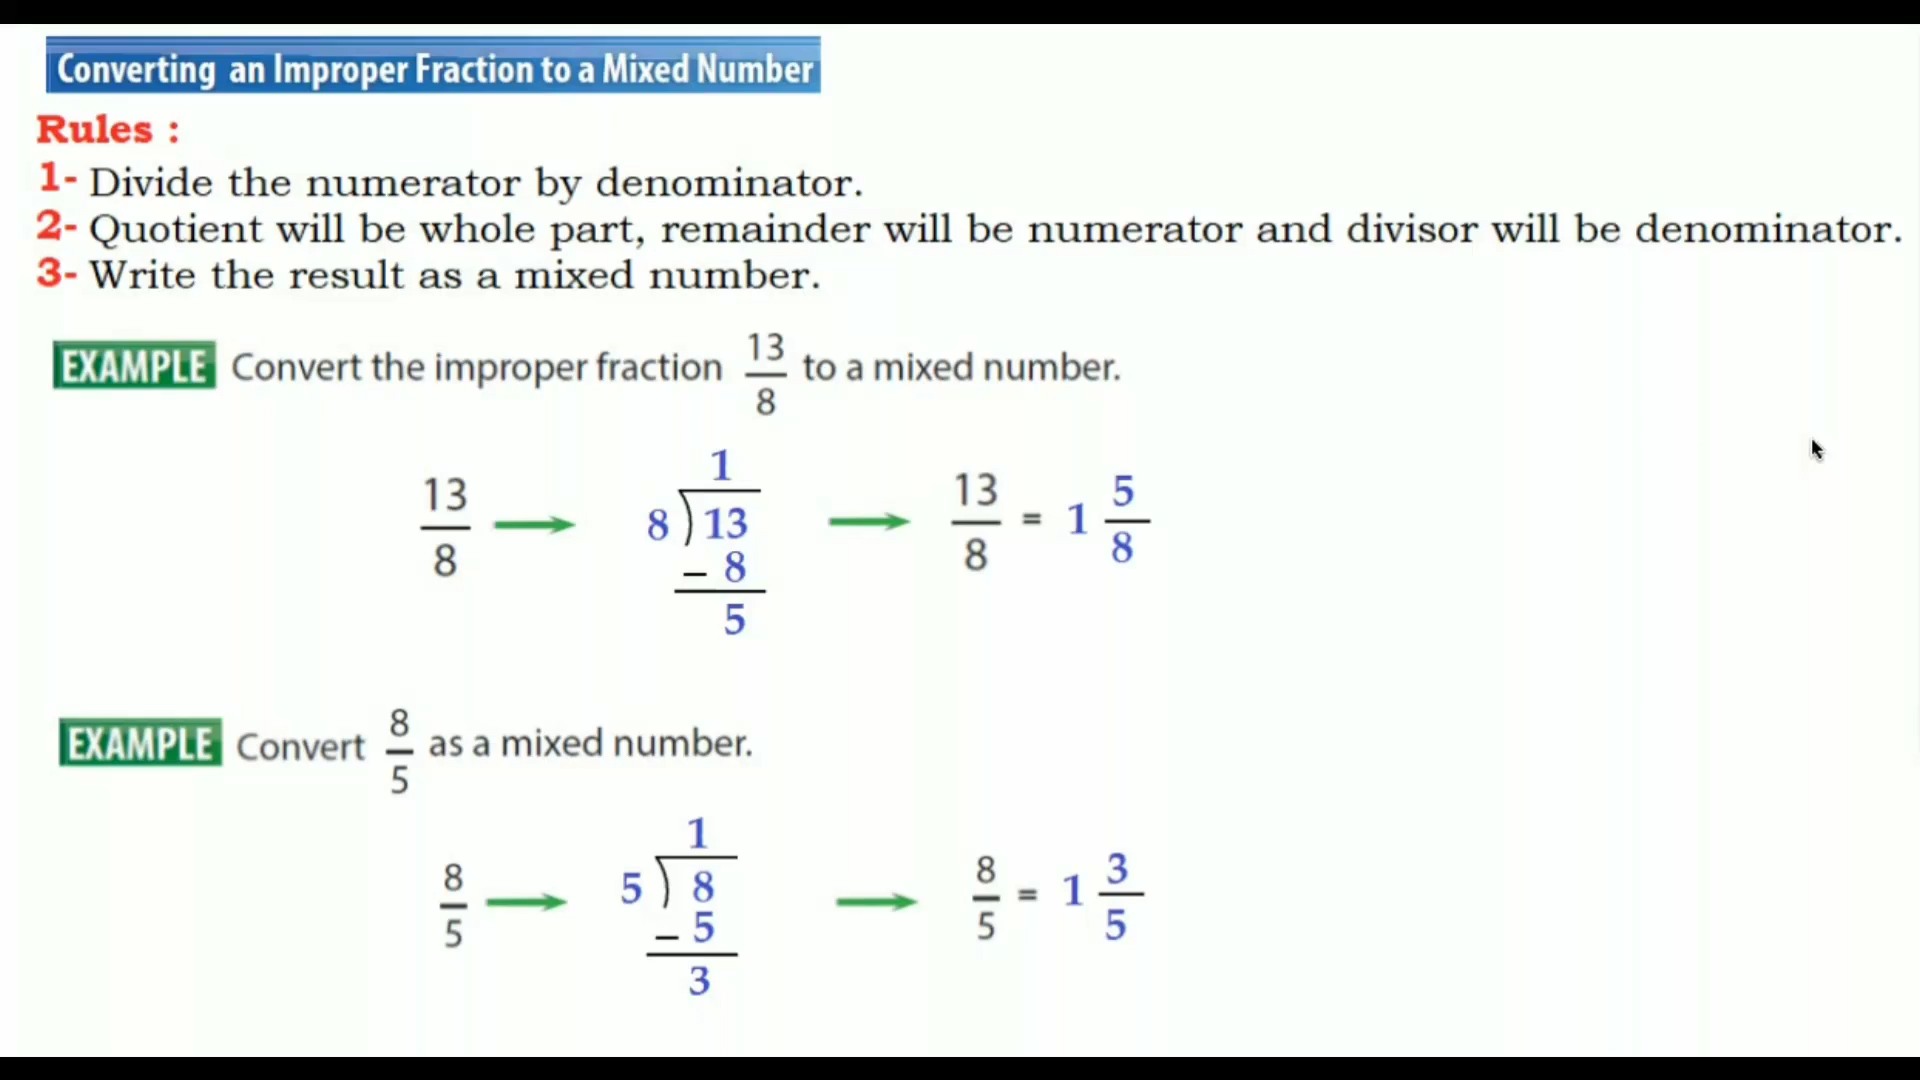 Converting an Improper Fraction to a Mixed Number
Rules :
1- Divide the numerator by denominator.
2- Quotient will be whole part, remainder will be numerator and divisor will be denominator.
3- Write the result as a mixed number.
EXAMPLE Convert the improper fraction 13/8 to a mixed number.
1
13/8 → 8 ) 13 → 13/8 = 1 5/8
– 8
5
EXAMPLE Convert 8/5 as a mixed number.
1
8/5 → 5 ) 8 → 8/5 = 1 3/5
– 5
3